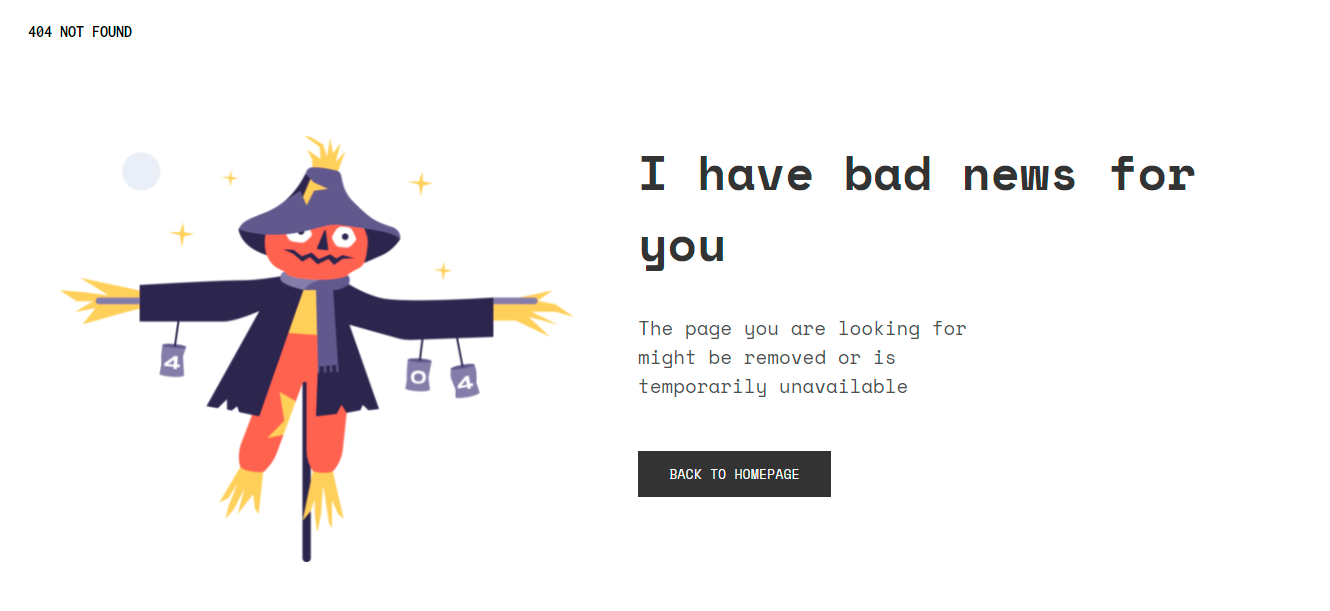 404 NOT FOUND
I have bad news for
you
The page you are looking for
might be removed or is
temporarily unavailable
BACK TO HOMEPAGE
4
0
4